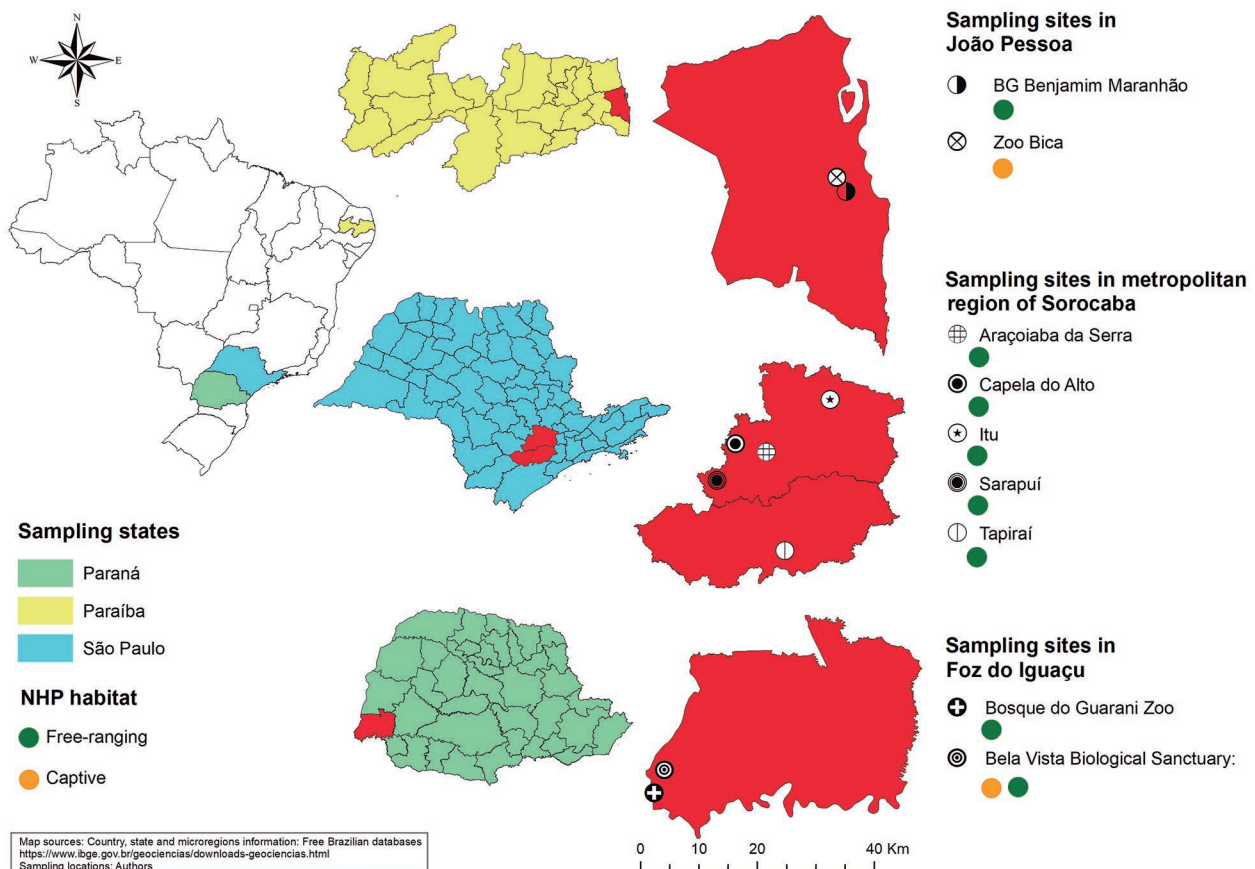 N
W
E
S
Sampling states
Paraná
Paraíba
São Paulo
NHP habitat
Free-ranging
Captive
Map sources: Country, state and microregions information: Free Brazilian databases
https://www.ibge.gov.br/geociencias/downloads-geociencias.html
Sampling locations: Authors
0 10 20 40 Km
Sampling sites in
João Pessoa
BG Benjamim Maranhão
Zoo Bica
Sampling sites in metropolitan
region of Sorocaba
Araçoiaba da Serra
Capela do Alto
Itu
Sarapuí
Tapiraí
Sampling sites in
Foz do Iguaçu
Bosque do Guarani Zoo
Bela Vista Biological Sanctuary: